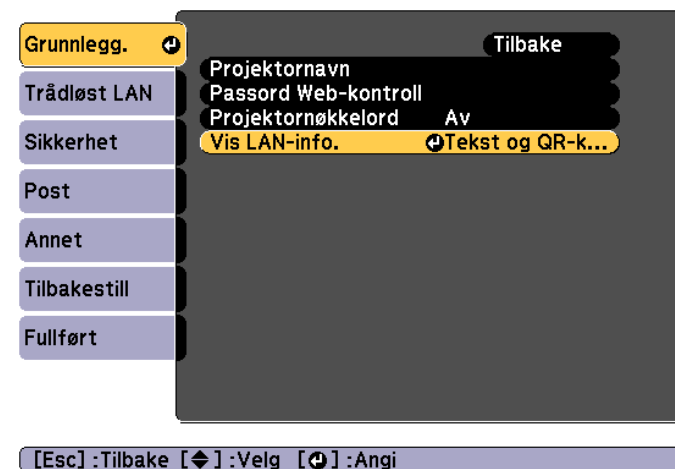 Grunnlegg.
Trådløst LAN
Sikkerhet
Post
Annet
Tilbakestill
Fullført
Tilbake
Projektornavn
Passord Web-kontroll
Projektornøkkelord Av
Vis LAN-info. Tekst og QR-k...
[Esc] :Tilbake [◆] :Velg [⏎] :Angi